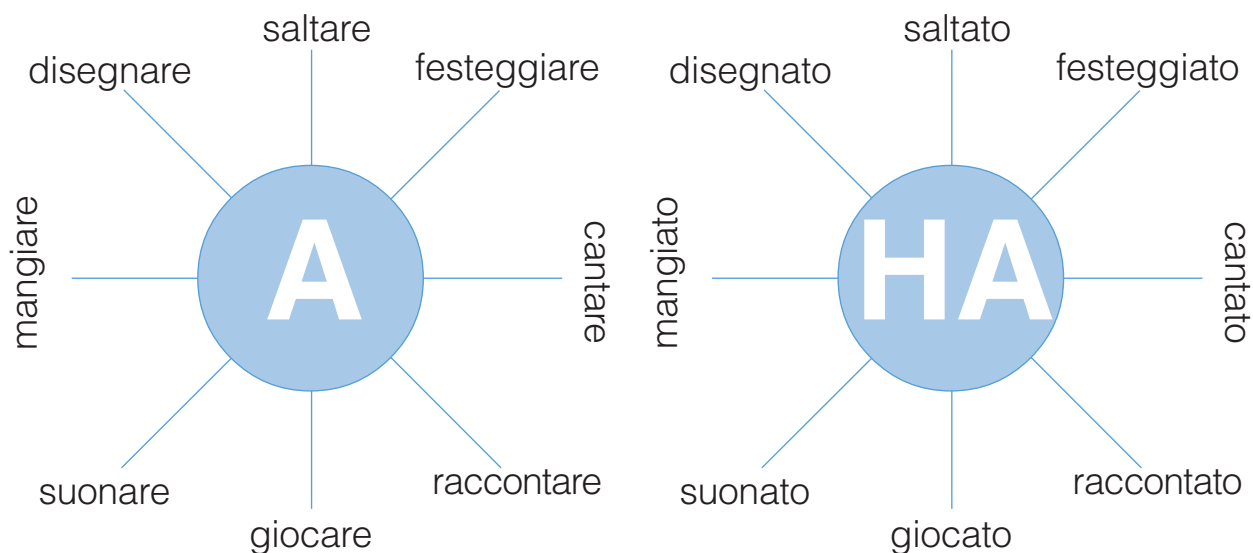 saltare
disegnare
festeggiare
mangiare
A
cantare
suonare
raccontare
giocare
saltato
disegnato
festeggiato
mangiato
HA
cantato
suonato
raccontato
giocato